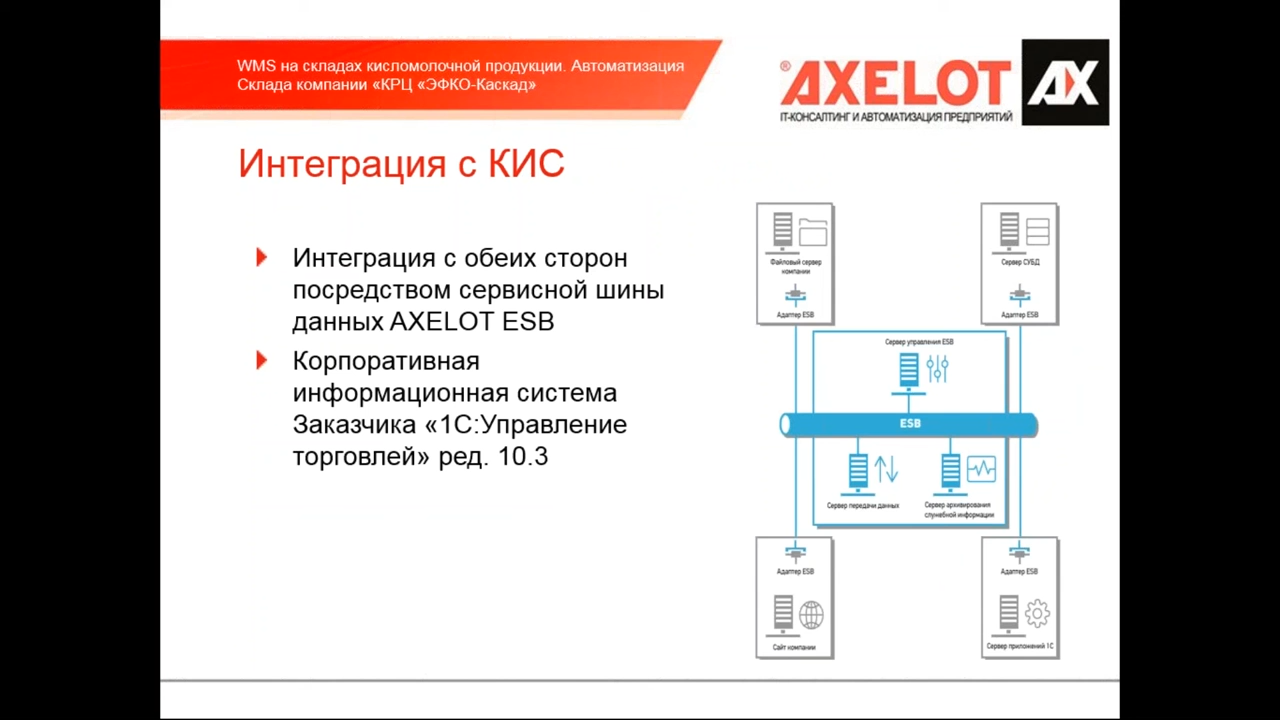 WMS на складах кисломолочной продукции. Автоматизация
Склада компании «КРЦ «ЭФКО-Каскад»
®AXELOT
AX
IT-КОНСАЛТИНГ И АВТОМАТИЗАЦИЯ ПРЕДПРИЯТИЙ
Интеграция с КИС
Интеграция с обеих сторон
посредством сервисной шины
данных AXELOT ESB
Корпоративная
информационная система
Заказчика «1С:Управление
торговлей» ред. 10.3
Файловый сервер
компании
Адаптер ESB
Сервер СУБД
Адаптер ESB
Сервер управления ESB
ESB
Сервер передачи данных
Сервер архивирования
служебной информации
Адаптер ESB
Сайт компании
Адаптер ESB
Сервер приложений 1С